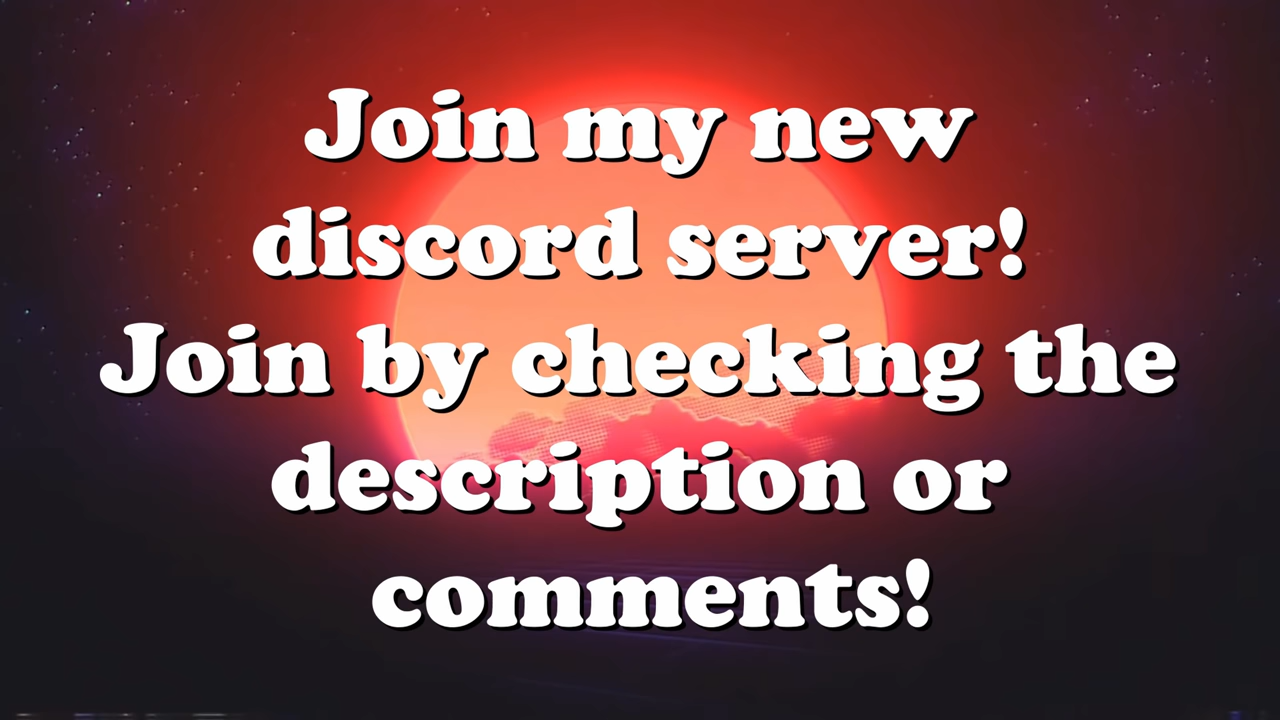 Join my new
discord server!
Join by checking the
description or
comments!